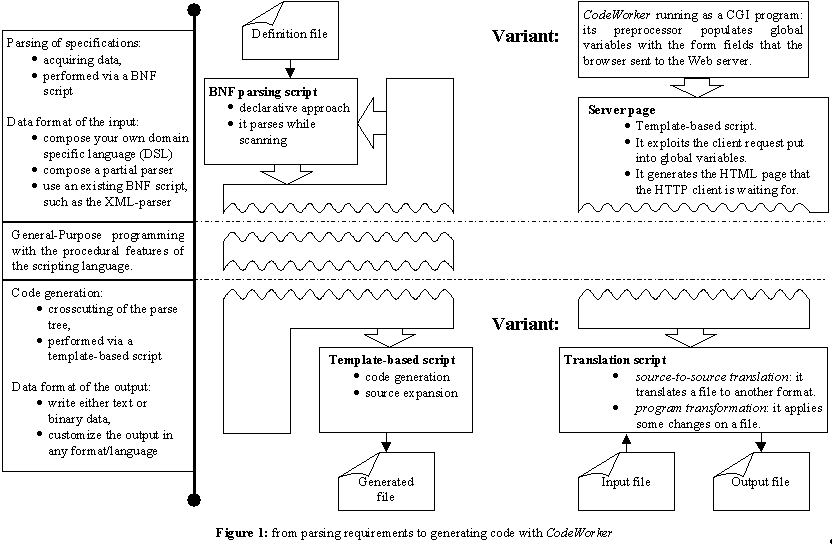 Parsing of specifications:
• acquiring data,
• performed via a BNF
script
Data format of the input:
• compose your own domain
specific language (DSL)
• compose a partial parser
• use an existing BNF script,
such as the XML-parser
General-Purpose programming
with the procedural features of
the scripting language.
Code generation:
• crosscutting of the parse
tree,
• performed via a
template-based script
Data format of the output:
• write either text or
binary data,
• customize the output in
any format/language
Definition file
BNF parsing script
• declarative approach
• it parses while
scanning
Template-based script
• code generation
• source expansion
Generated
file
Variant:
CodeWorker running as a CGI program:
its preprocessor populates global
variables with the form fields that the
browser sent to the Web server.
Server page
• Template-based script.
• It exploits the client request put
into global variables.
• It generates the HTML page that
the HTTP client is waiting for.
Variant:
Translation script
• source-to-source translation: it
translates a file to another format.
• program transformation: it applies
some changes on a file.
Input file
Output file
Figure 1: from parsing requirements to generating code with CodeWorker